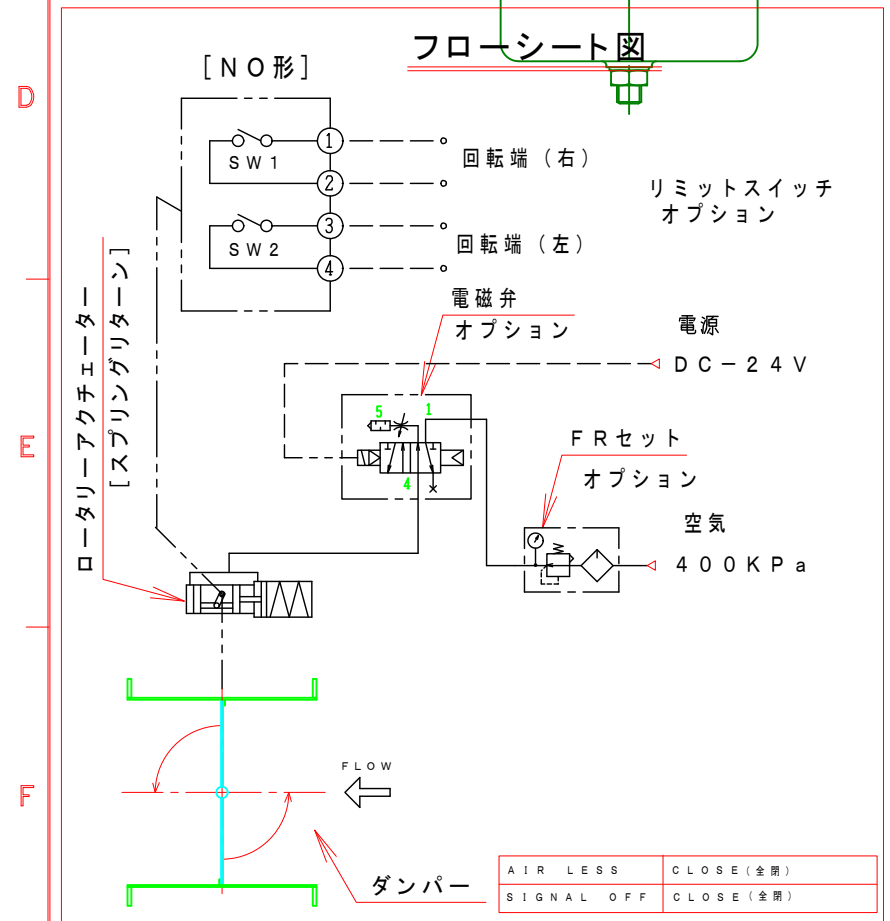 フローシート図
D
[NO形]
SW1
1
2
回転端(右)
SW2
3
4
回転端(左)
リミットスイッチ
オプション
ロータリーアクチェーター
[スプリングリターン]
電磁弁
オプション
電源
DC-24V
5
1
4
E
FRセット
オプション
空気
400KPa
F
FLOW
ダンパー
AIR LESS CLOSE(全閉)
SIGNAL OFF CLOSE(全閉)